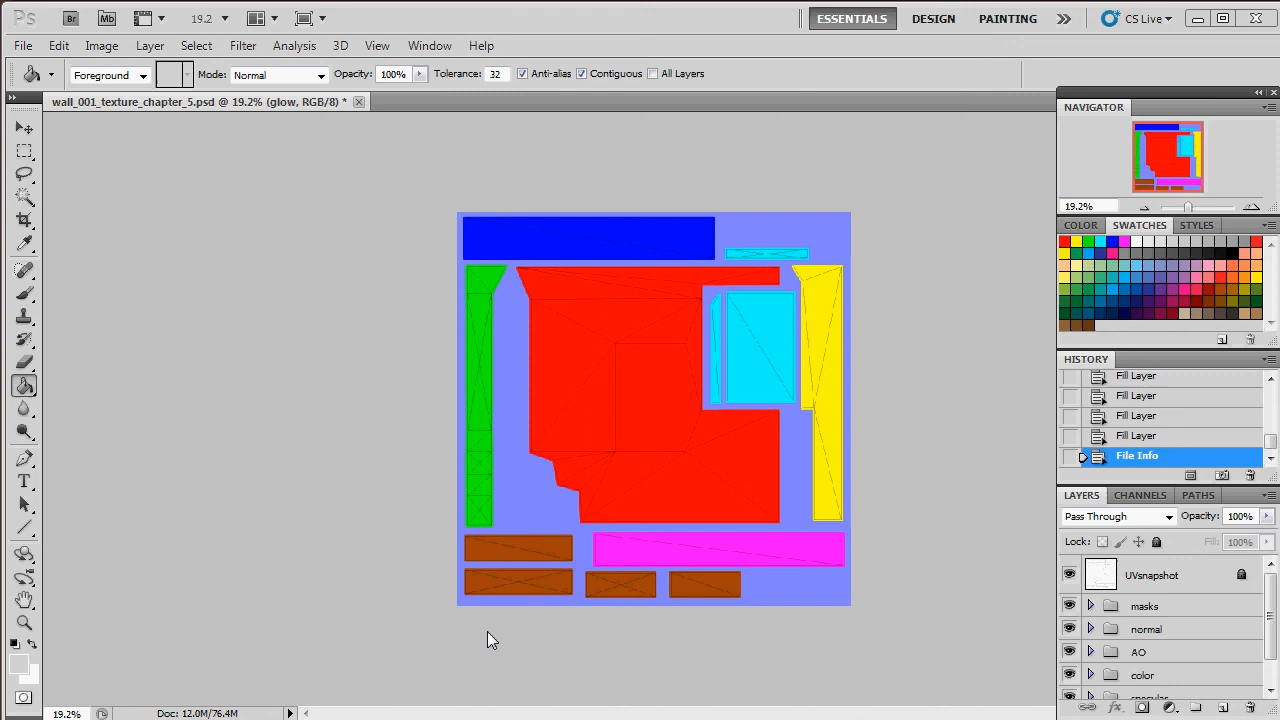 Ps Br Mb 19.2 ESSENTIALS DESIGN PAINTING CS Live
File Edit Image Layer Select Filter Analysis 3D View Window Help
Foreground Mode: Normal Opacity: 100% Tolerance: 32 Anti-alias Contiguous All Layers
wall_001_texture_chapter_5.psd @ 19.2% (glow, RGB/8) *
NAVIGATOR
19.2%
COLOR SWATCHES STYLES
HISTORY
Fill Layer
Fill Layer
Fill Layer
Fill Layer
File Info
LAYERS CHANNELS PATHS
Pass Through Opacity: 100%
Lock: Fill: 100%
UVsnapshot
masks
normal
AO
color
specular
19.2% Doc: 12.0M/76.4M